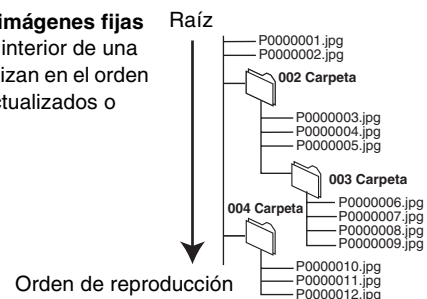 imágenes fijas
interior de una
izan en el orden
ctualizados o
Raíz
P0000001.jpg
P0000002.jpg
002 Carpeta
P0000003.jpg
P0000004.jpg
P0000005.jpg
003 Carpeta
P0000006.jpg
P0000007.jpg
P0000008.jpg
P0000009.jpg
004 Carpeta
P0000010.jpg
P0000011.jpg
P0000012.jpg
Orden de reproducción